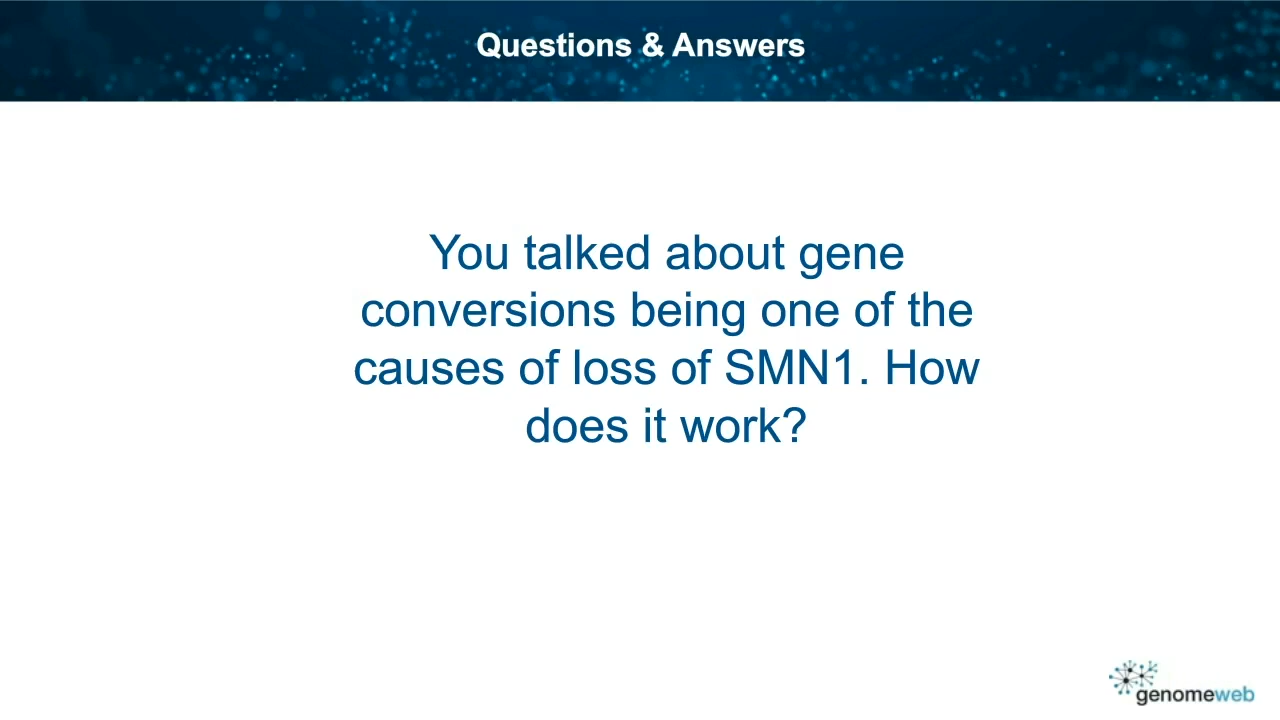 Questions & Answers
You talked about gene
conversions being one of the
causes of loss of SMN1. How
does it work?
genomeweb